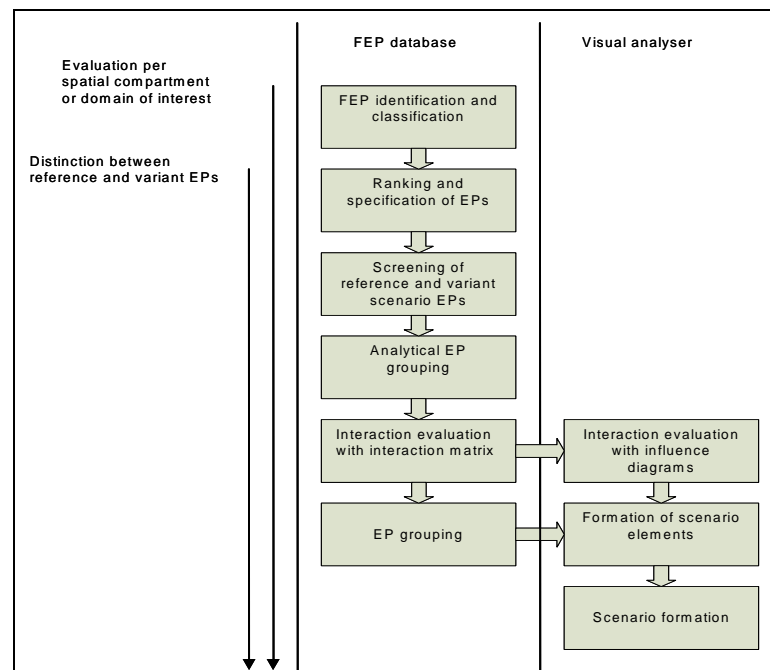 FEP database
Visual analyser
Evaluation per
spatial compartment
or domain of interest
Distinction between
reference and variant EPs
FEP identification and
classification
Ranking and
specification of EPs
Screening of
reference and variant
scenario EPs
Analytical EP
grouping
Interaction evaluation
with interaction matrix
Interaction evaluation
with influence
diagrams
EP grouping
Formation of scenario
elements
Scenario formation